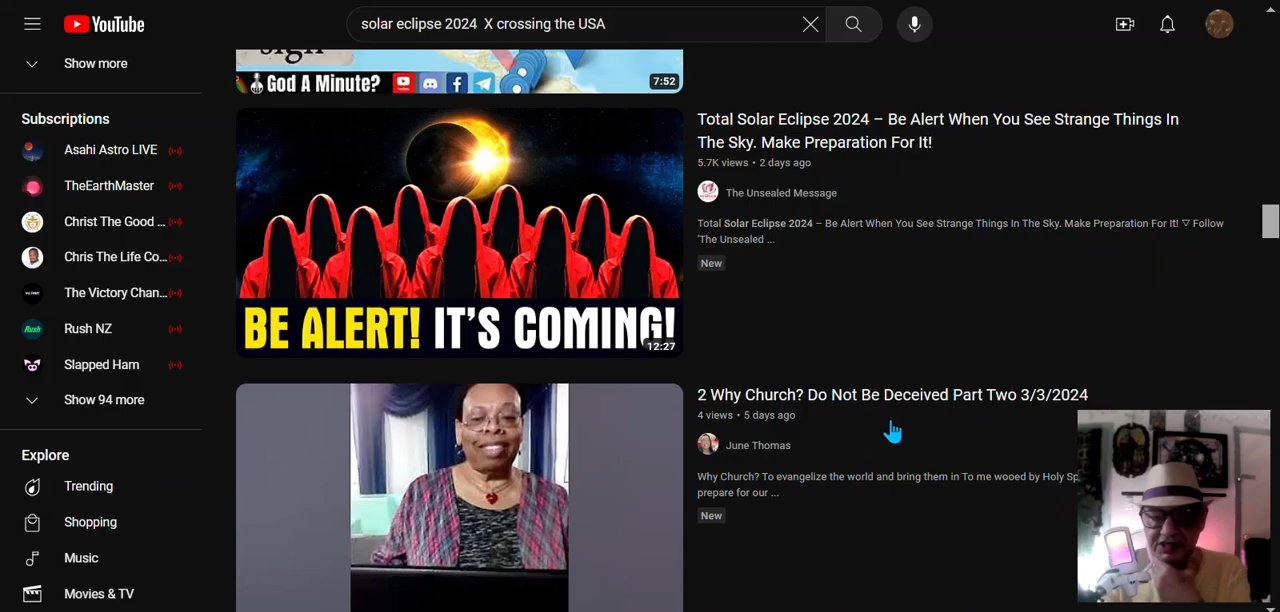 YouTube
solar eclipse 2024 X crossing the USA
Show more
Subscriptions
Asahi Astro LIVE
TheEarthMaster
Christ The Good ...
Chris The Life Co...
The Victory Chan...
Rush NZ
Slapped Ham
Show 94 more
Explore
Trending
Shopping
Music
Movies & TV
sign
God A Minute?
7:52
BE ALERT! IT'S COMING!
12:27
Total Solar Eclipse 2024 – Be Alert When You See Strange Things In
The Sky. Make Preparation For It!
5.7K views • 2 days ago
The Unsealed Message
Total Solar Eclipse 2024 – Be Alert When You See Strange Things In The Sky. Make Preparation For It! ▽ Follow
'The Unsealed ...
New
2 Why Church? Do Not Be Deceived Part Two 3/3/2024
4 views • 5 days ago
June Thomas
Why Church? To evangelize the world and bring them in To me wooed by Holy Sp
prepare for our ...
New